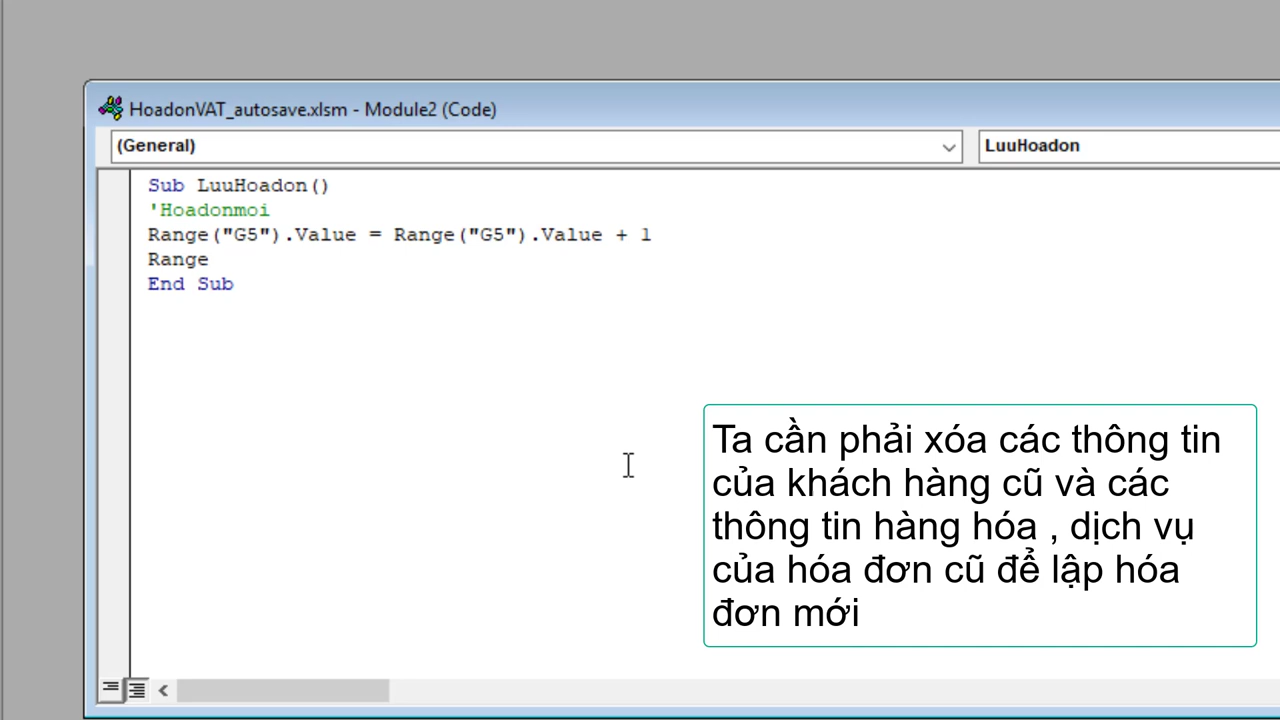 HoadonVAT_autosave.xlsm - Module2 (Code)
(General)
LuuHoadon
Sub LuuHoadon()
'Hoadonmoi
Range("G5").Value = Range("G5").Value + 1
Range
End Sub
Ta cần phải xóa các thông tin
của khách hàng cũ và các
thông tin hàng hóa , dịch vụ
của hóa đơn cũ để lập hóa
đơn mới